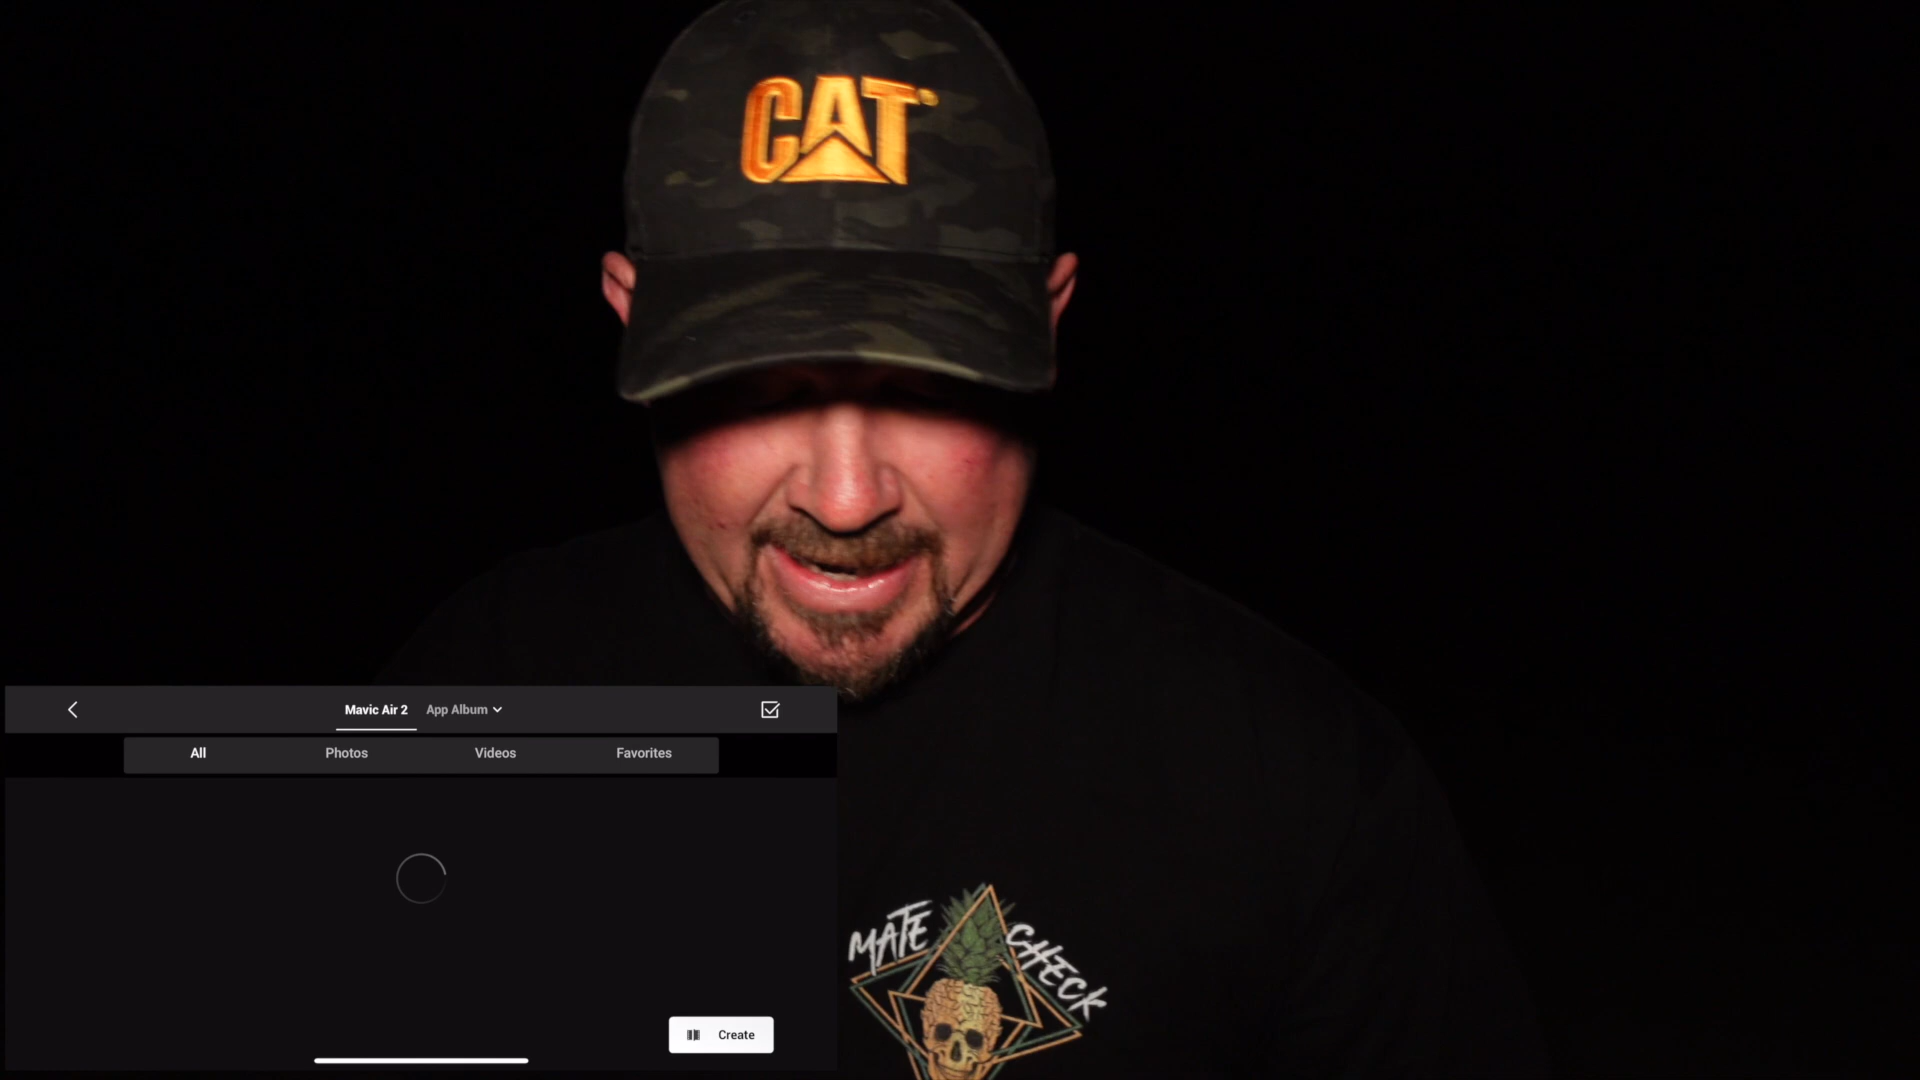 CAT
Mavic Air 2 App Album
All Photos Videos Favorites
Create
MATE CHECK